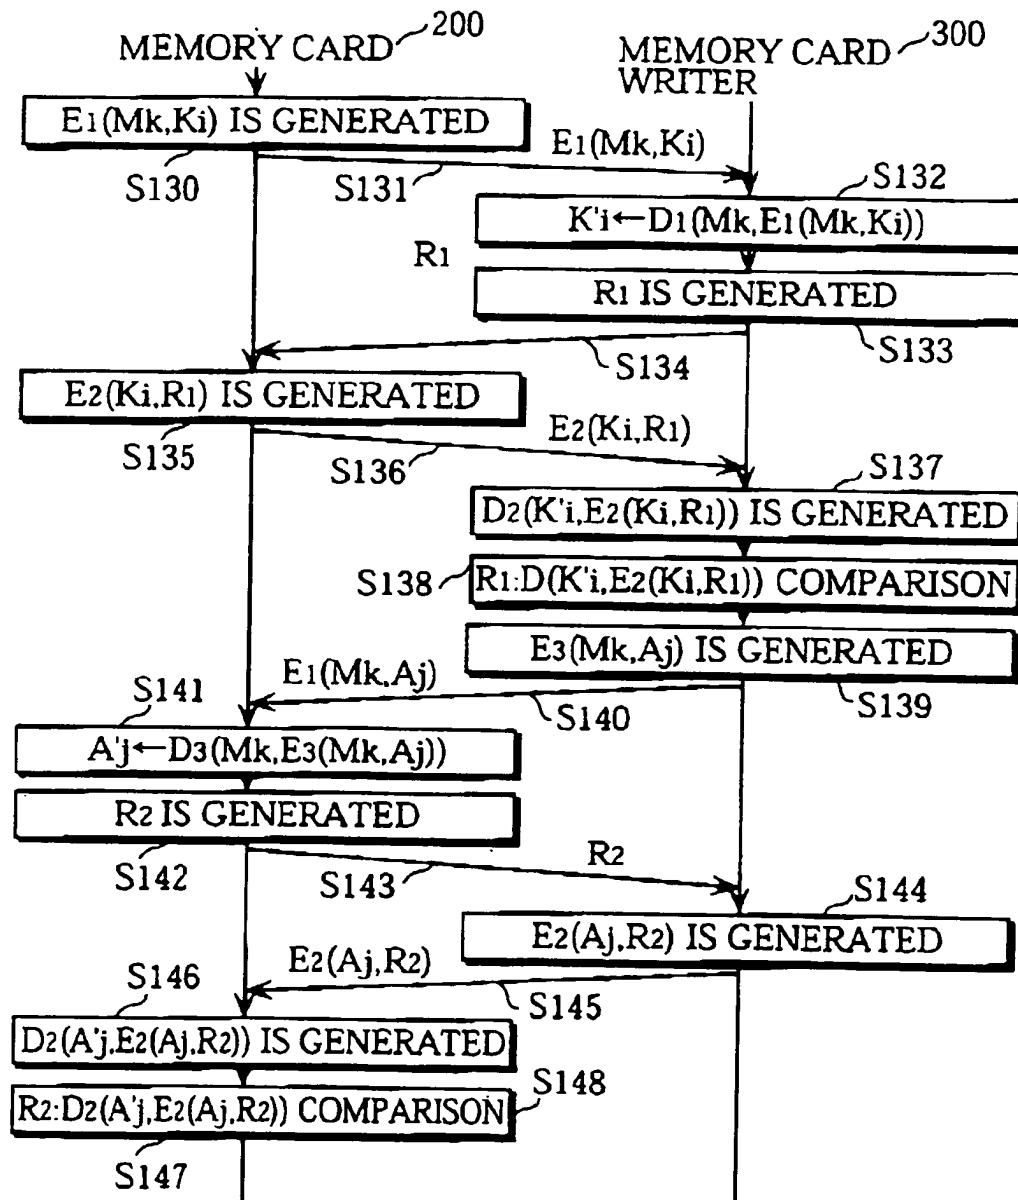 MEMORY CARD 200
MEMORY CARD WRITER 300
E1(Mk,Ki) IS GENERATED
S130
S131
E1(Mk,Ki)
S132
K'i←D1(Mk,E1(Mk,Ki))
R1
R1 IS GENERATED
S133
S134
E2(Ki,R1) IS GENERATED
S135
S136
E2(Ki,R1)
S137
D2(K'i,E2(Ki,R1)) IS GENERATED
S138
R1:D(K'i,E2(Ki,R1)) COMPARISON
E3(Mk,Aj) IS GENERATED
S139
E1(Mk,Aj)
S140
S141
A'j←D3(Mk,E3(Mk,Aj))
R2 IS GENERATED
S142
S143
R2
S144
E2(Aj,R2) IS GENERATED
E2(Aj,R2)
S145
S146
D2(A'j,E2(Aj,R2)) IS GENERATED
R2:D2(A'j,E2(Aj,R2)) COMPARISON
S148
S147